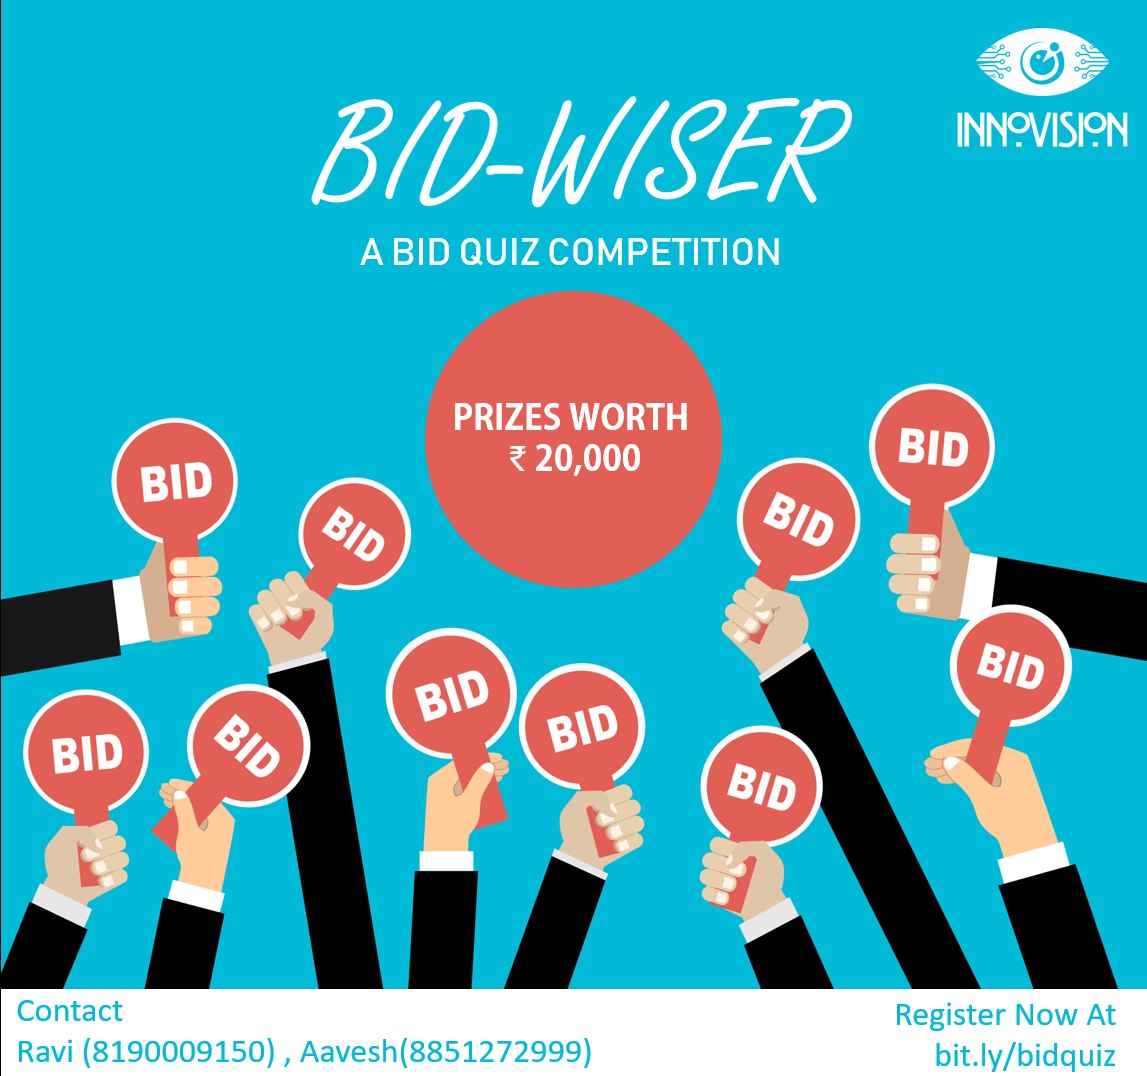 INNOVISION
BID-WISER
A BID QUIZ COMPETITION
PRIZES WORTH
₹ 20,000
BID
BID
BID
BID
BID
BID
BID
BID
BID
BID
Contact
Ravi (8190009150) , Aavesh(8851272999)
Register Now At
bit.ly/bidquiz